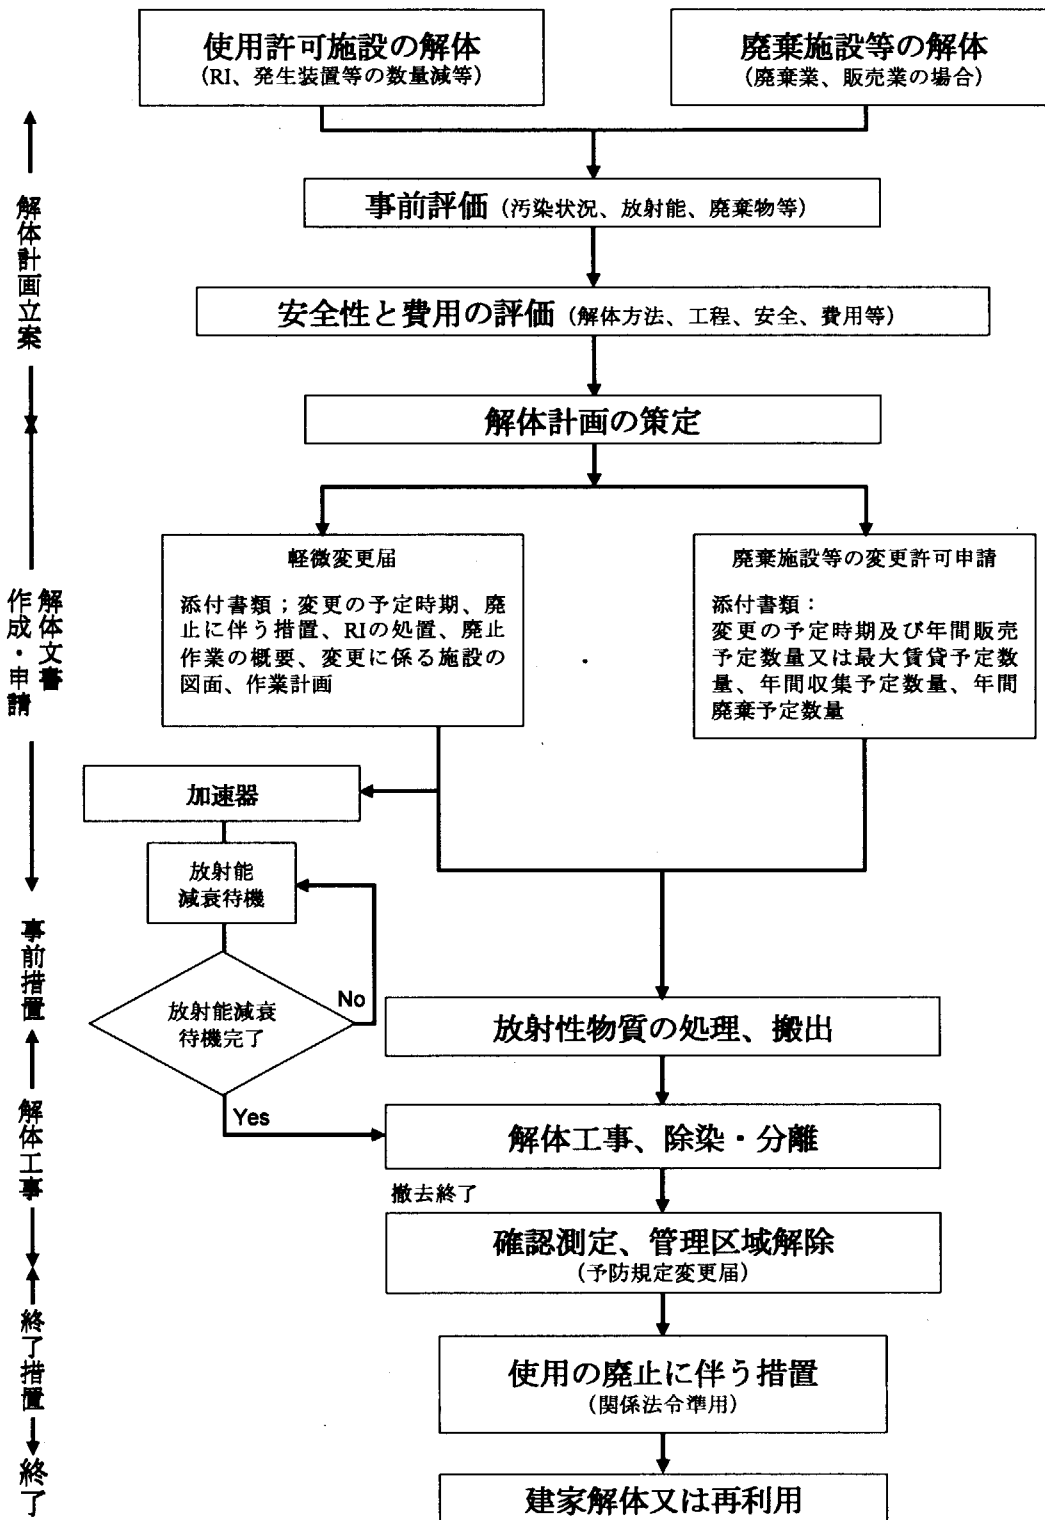 使用許可施設の解体
(RI、発生装置等の数量減等)
廃棄施設等の解体
(廃棄業、販売業の場合)
解体計画立案
事前評価 (汚染状況、放射能、廃棄物等)
安全性と費用の評価 (解体方法、工程、安全、費用等)
解体計画の策定
解体文書
作成・申請
軽微変更届
添付書類；変更の予定時期、廃
止に伴う措置、RIの処置、廃止
作業の概要、変更に係る施設の
図面、作業計画
廃棄施設等の変更許可申請
添付書類：
変更の予定時期及び年間販売
予定数量又は最大賃貸予定数
量、年間収集予定数量、年間
廃棄予定数量
加速器
放射能
減衰待機
事前措置
放射能減衰
待機完了
No
Yes
放射性物質の処理、搬出
解体工事
解体工事、除染・分離
撤去終了
確認測定、管理区域解除
(予防規定変更届)
終了措置
使用の廃止に伴う措置
(関係法令準用)
終了
建家解体又は再利用